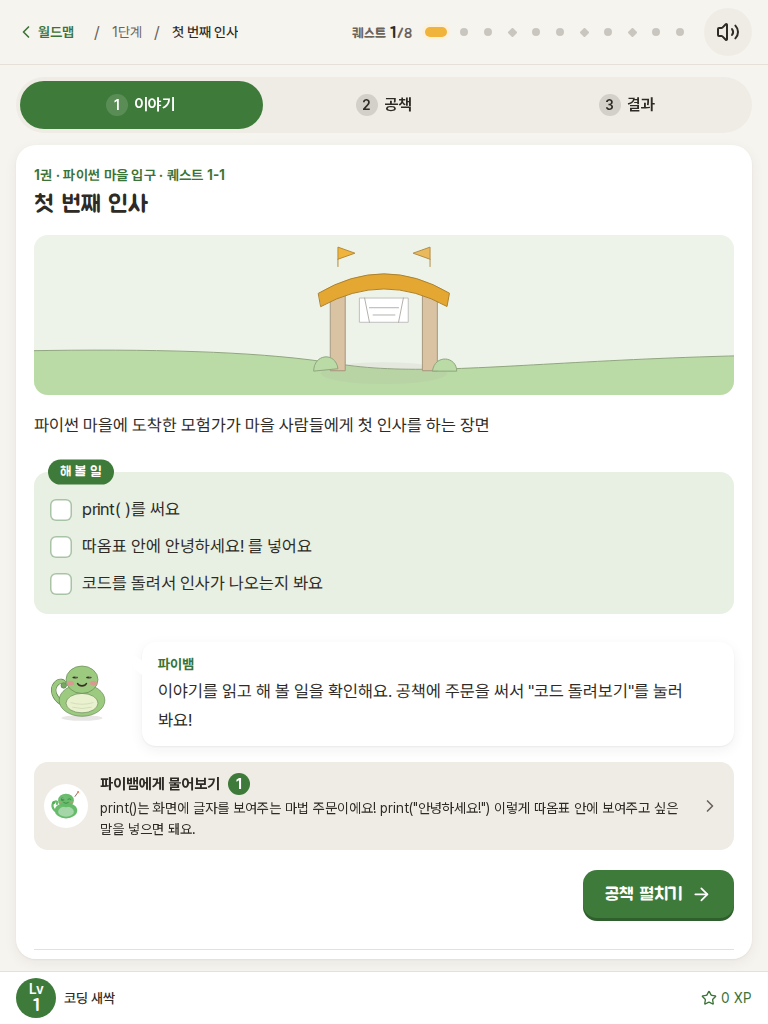 월드맵 / 1단계 / 첫 번째 인사 퀘스트 1/8
1 이야기
2 공책
3 결과
1권 · 파이썬 마을 입구 · 퀘스트 1-1
첫 번째 인사
파이썬 마을에 도착한 모험가가 마을 사람들에게 첫 인사를 하는 장면
해 볼 일
print( )를 써요
따옴표 안에 안녕하세요! 를 넣어요
코드를 돌려서 인사가 나오는지 봐요
파이뱀
이야기를 읽고 해 볼 일을 확인해요. 공책에 주문을 써서 "코드 돌려보기"를 눌러
봐요!
파이뱀에게 물어보기 1
print()는 화면에 글자를 보여주는 마법 주문이에요! print("안녕하세요!") 이렇게 따옴표 안에 보여주고 싶은
말을 넣으면 돼요.
공책 펼치기
Lv
1
코딩 새싹
0 XP